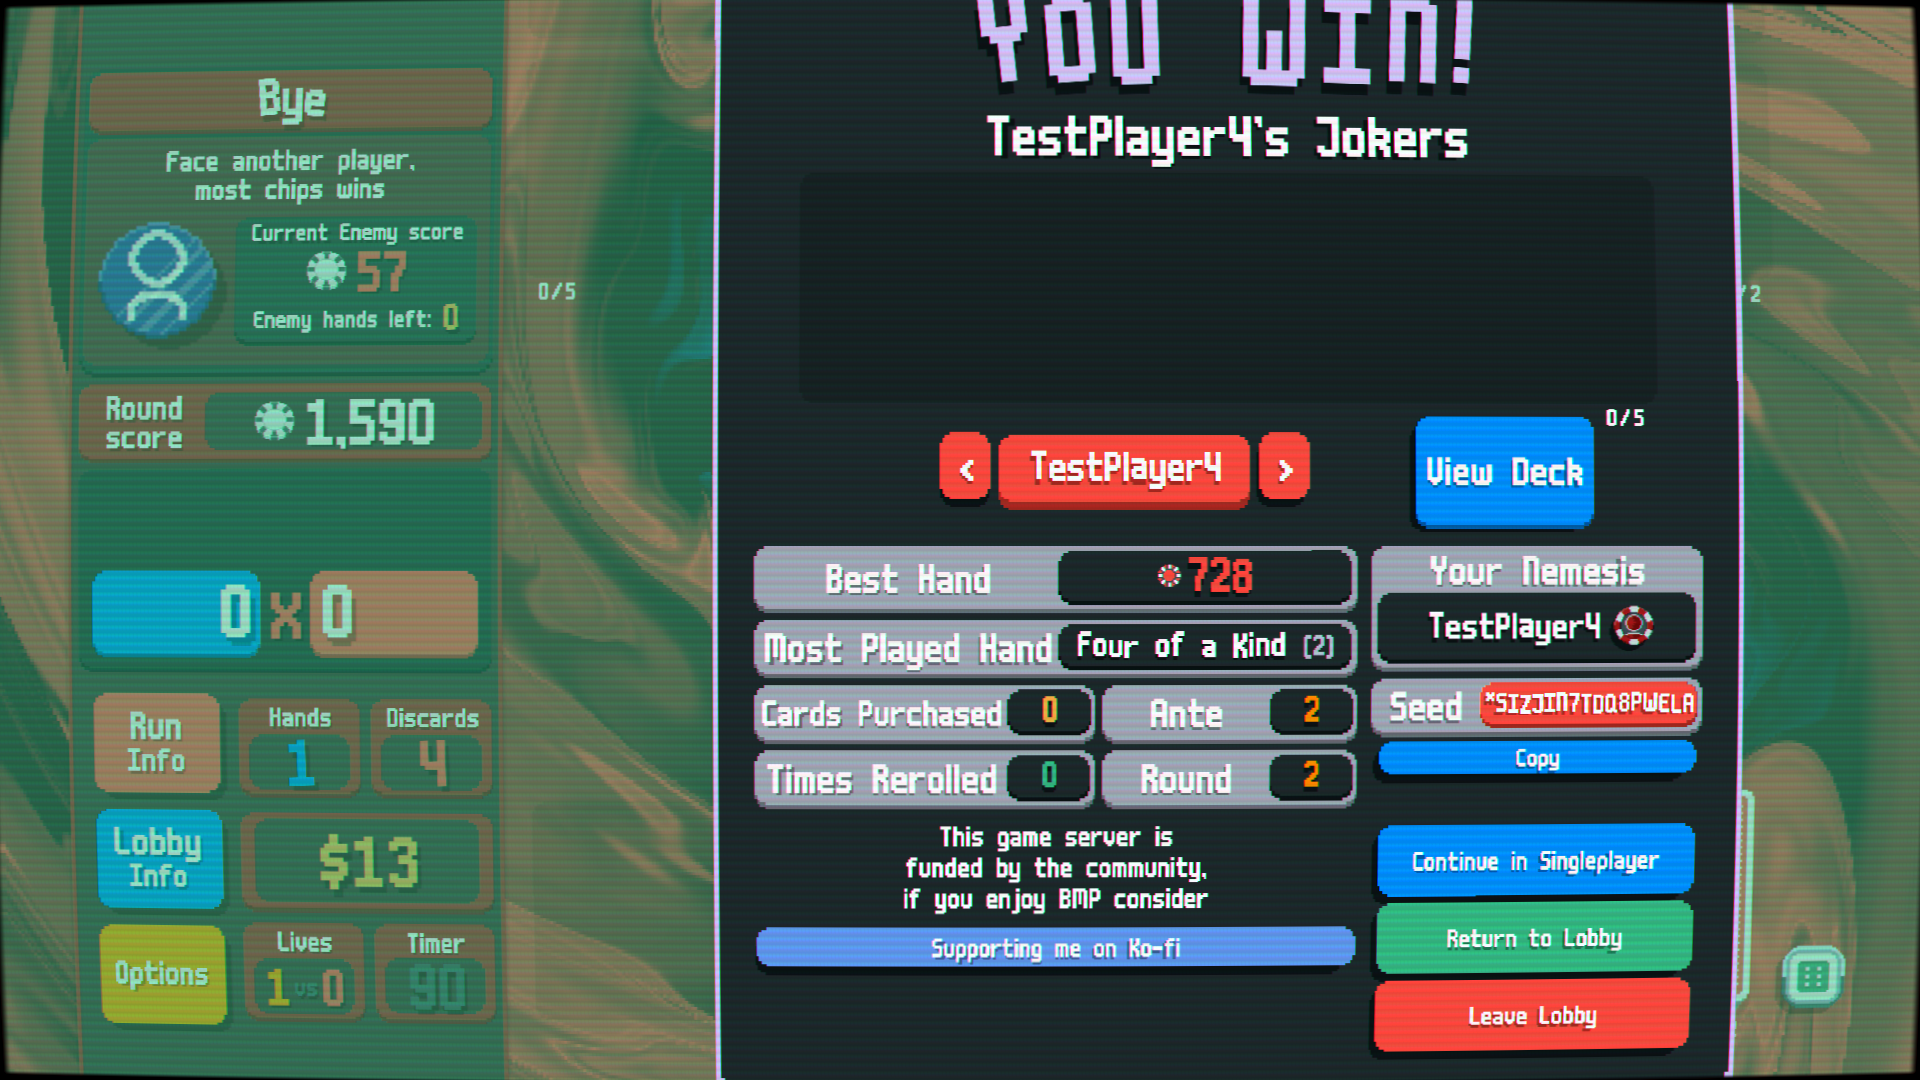 Bye
Face another player,
most chips wins
Current Enemy score
57
Enemy hands left: 0
Round
score
1,590
0 x 0
Run
Info
Hands
1
Discards
4
Lobby
Info
$13
Options
Lives
1 vs 0
Timer
90
0/5
YOU WIN!
TestPlayer4's Jokers
0/5
< TestPlayer4 >
View Deck
Best Hand 728
Most Played Hand Four of a Kind (2)
Cards Purchased 0
Ante 2
Times Rerolled 0
Round 2
Your Nemesis
TestPlayer4
Seed *SIZJIN7TDQ8PWELA
Copy
This game server is
funded by the community,
if you enjoy BMP consider
Supporting me on Ko-fi
Continue in Singleplayer
Return to Lobby
Leave Lobby
/2